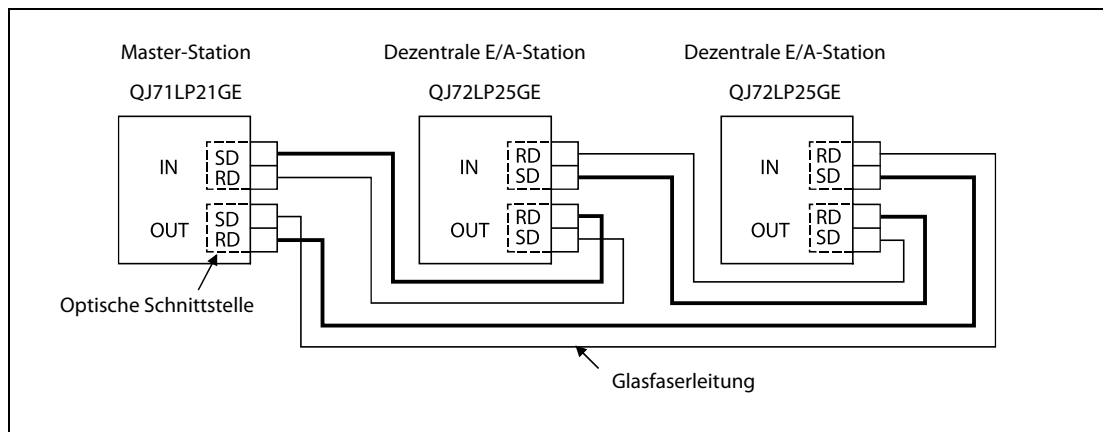 Master-Station
Dezentrale E/A-Station
Dezentrale E/A-Station
QJ71LP21GE
QJ72LP25GE
QJ72LP25GE
IN
SD
RD
OUT
SD
RD
IN
RD
SD
OUT
RD
SD
IN
RD
SD
OUT
RD
SD
Optische Schnittstelle
Glasfaserleitung